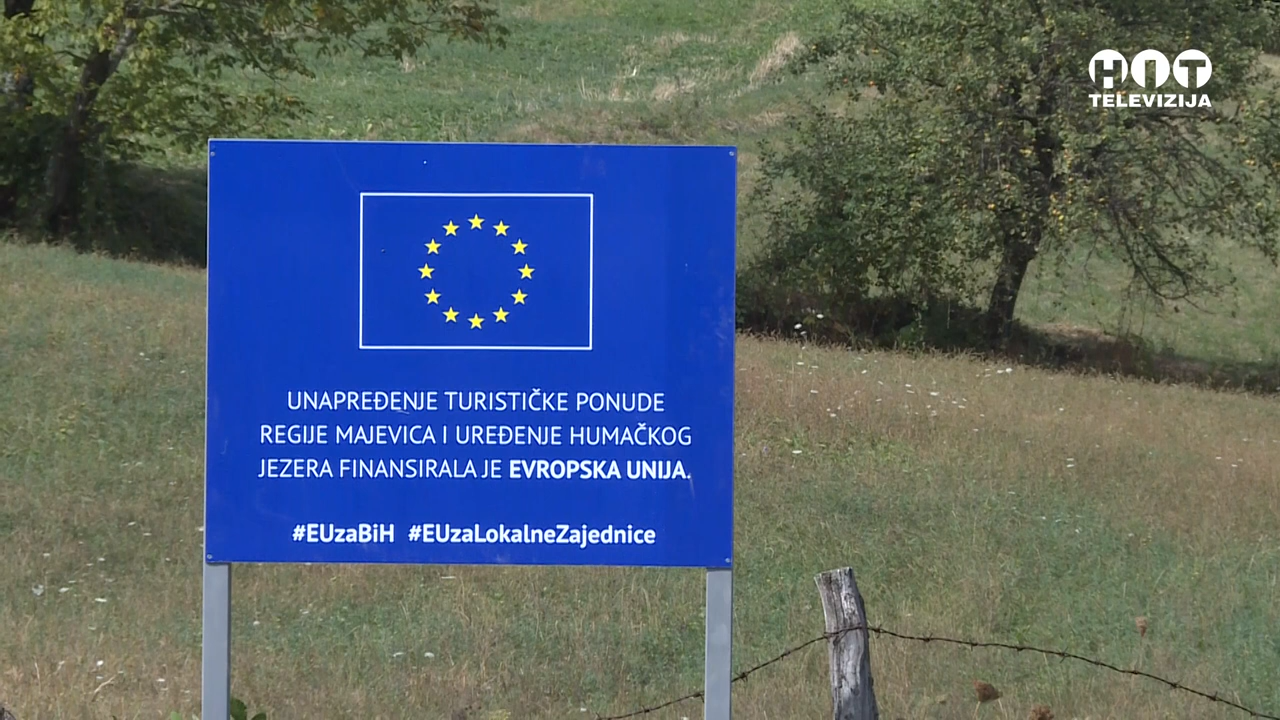 HIT
TELEVIZIJA
UNAPREĐENJE TURISTIČKE PONUDE
REGIJE MAJEVICA I UREĐENJE HUMAČKOG
JEZERA FINANSIRALA JE EVROPSKA UNIJA.
#EUzaBiH #EUzaLokalneZajednice